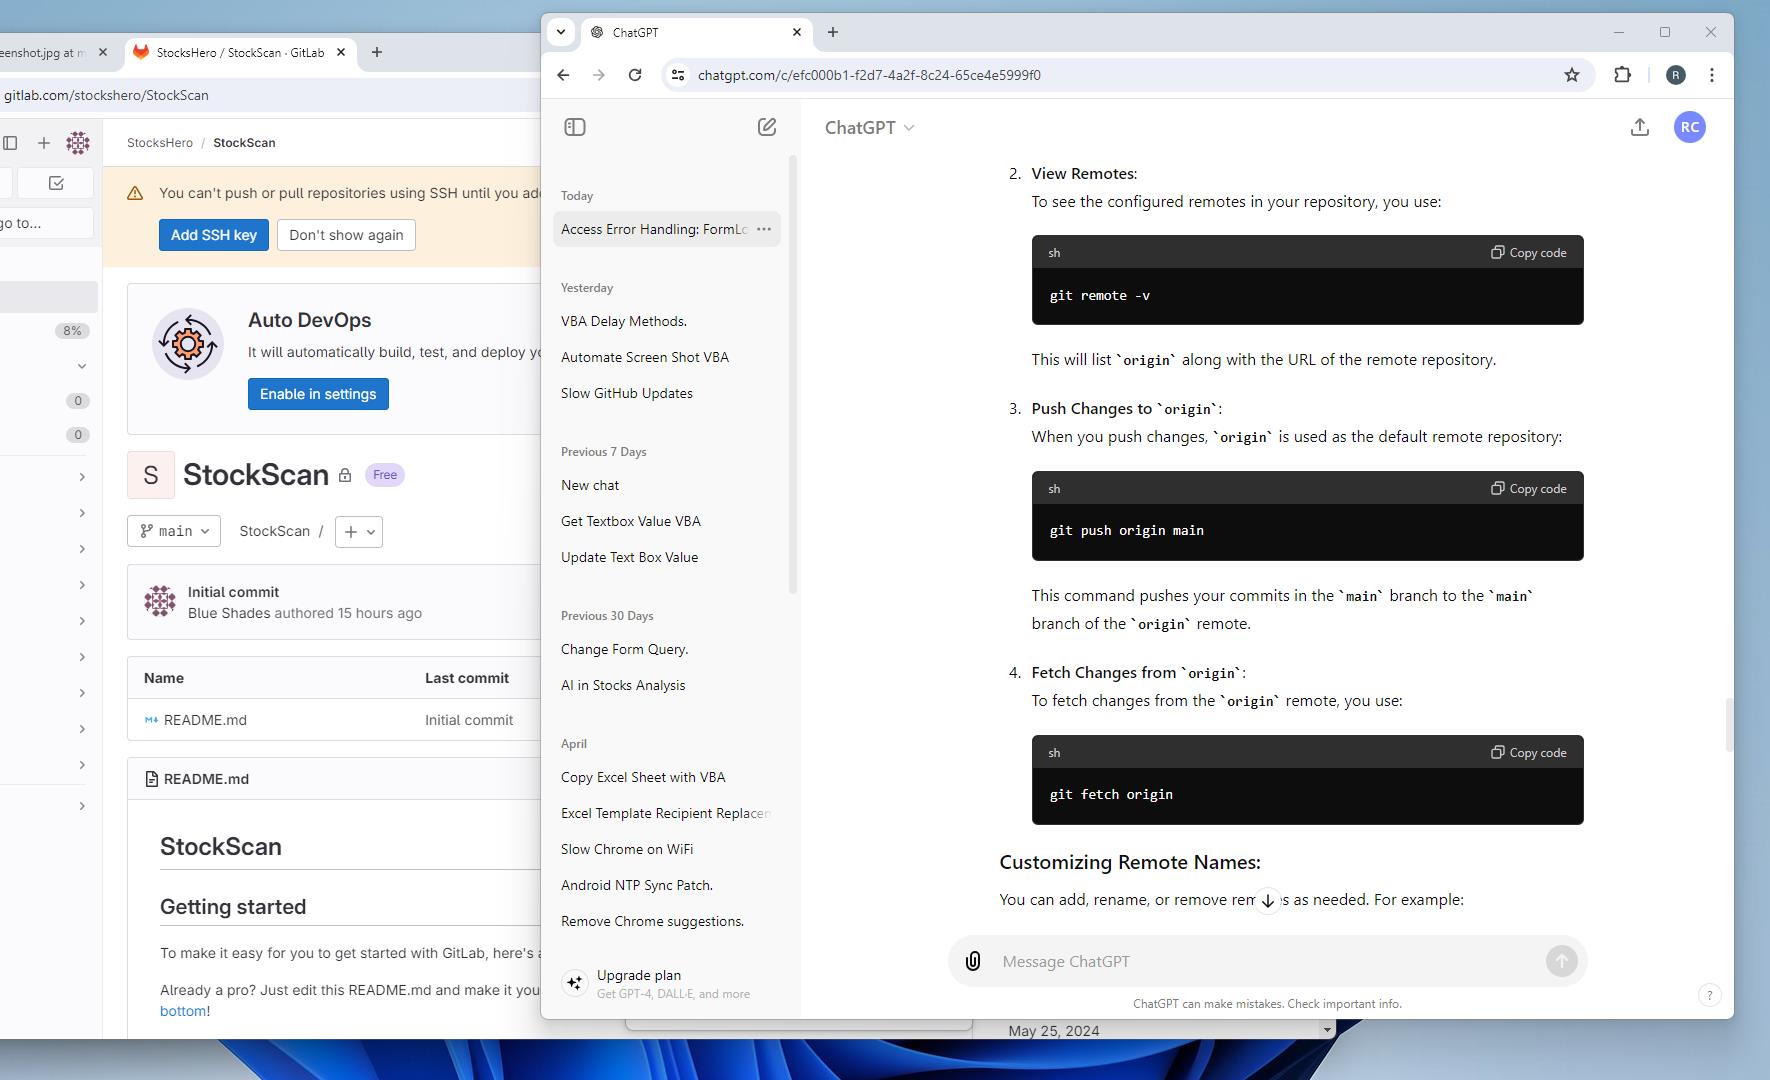 eenshot.jpg at m
StocksHero / StockScan · GitLab
gitlab.com/stockshero/StockScan
go to...
8%
0
0
StocksHero / StockScan
You can't push or pull repositories using SSH until you add
Add SSH key
Don't show again
Auto DevOps
It will automatically build, test, and deploy yo
Enable in settings
S
StockScan
Free
main
StockScan /
Initial commit
Blue Shades authored 15 hours ago
Name Last commit
README.md Initial commit
README.md
StockScan
Getting started
To make it easy for you to get started with GitLab, here's a
Already a pro? Just edit this README.md and make it you
bottom!
ChatGPT
chatgpt.com/c/efc000b1-f2d7-4a2f-8c24-65ce4e5999f0
R
Today
Access Error Handling: FormLo
Yesterday
VBA Delay Methods.
Automate Screen Shot VBA
Slow GitHub Updates
Previous 7 Days
New chat
Get Textbox Value VBA
Update Text Box Value
Previous 30 Days
Change Form Query.
AI in Stocks Analysis
April
Copy Excel Sheet with VBA
Excel Template Recipient Replacem
Slow Chrome on WiFi
Android NTP Sync Patch.
Remove Chrome suggestions.
Upgrade plan
Get GPT-4, DALL·E, and more
ChatGPT
RC
2. View Remotes:
To see the configured remotes in your repository, you use:
sh
Copy code
git remote -v
This will list `origin` along with the URL of the remote repository.
3. Push Changes to `origin`:
When you push changes, `origin` is used as the default remote repository:
sh
Copy code
git push origin main
This command pushes your commits in the `main` branch to the `main`
branch of the `origin` remote.
4. Fetch Changes from `origin`:
To fetch changes from the `origin` remote, you use:
sh
Copy code
git fetch origin
Customizing Remote Names:
You can add, rename, or remove remotes as needed. For example:
Message ChatGPT
ChatGPT can make mistakes. Check important info.
?
May 25, 2024